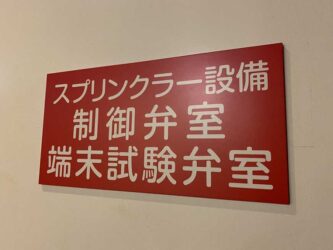 スプリンクラー設備
制御弁室
端末試験弁室